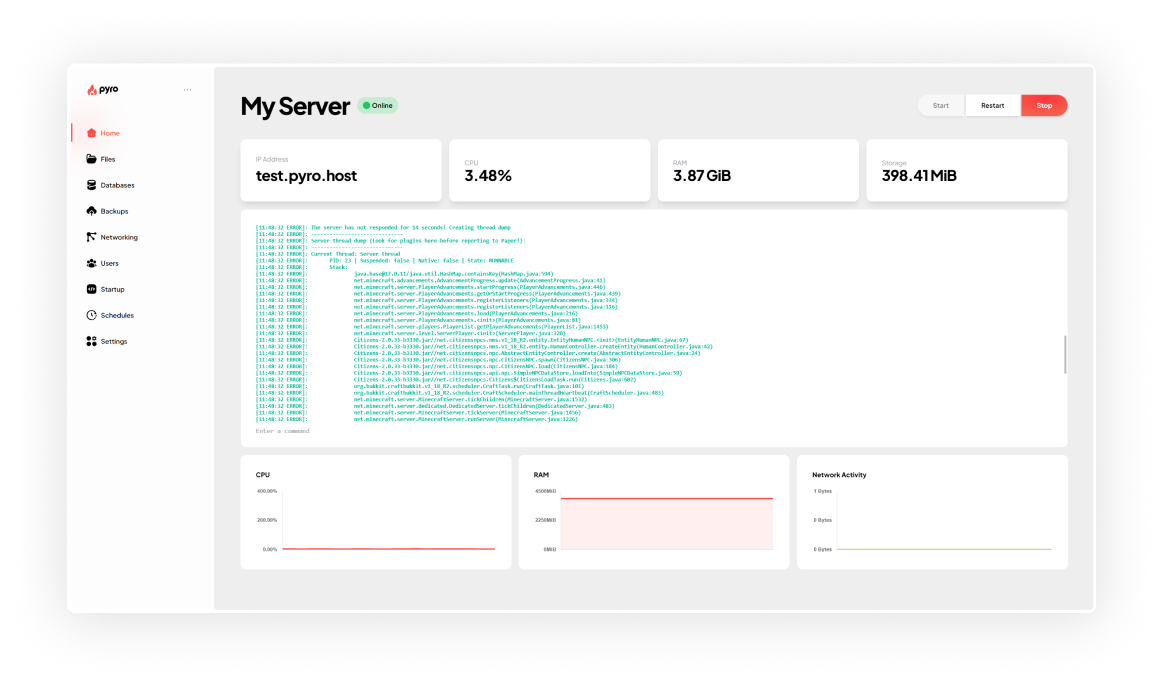 pyro
...
Home
Files
Databases
Backups
Networking
Users
Startup
Schedules
Settings
My Server
Online
Start
Restart
Stop
IP Address
test.pyro.host
CPU
3.48%
RAM
3.87 GiB
Storage
398.41 MiB
[11:48:32 ERROR]: The server has not responded for 14 seconds! Creating thread dump
[11:48:32 ERROR]: ------------------------------
[11:48:32 ERROR]: Server thread dump (Look for plugins here before reporting to Paper!):
[11:48:32 ERROR]: ------------------------------
[11:48:32 ERROR]: Current Thread: Server thread
[11:48:32 ERROR]: PID: 23 | Suspended: false | Native: false | State: RUNNABLE
[11:48:32 ERROR]: Stack:
[11:48:32 ERROR]: java.base@17.0.11/java.util.HashMap.containsKey(HashMap.java:594)
[11:48:32 ERROR]: net.minecraft.advancements.AdvancementProgress.update(AdvancementProgress.java:41)
[11:48:32 ERROR]: net.minecraft.server.PlayerAdvancements.startProgress(PlayerAdvancements.java:446)
[11:48:32 ERROR]: net.minecraft.server.PlayerAdvancements.getOrStartProgress(PlayerAdvancements.java:439)
[11:48:32 ERROR]: net.minecraft.server.PlayerAdvancements.registerListeners(PlayerAdvancements.java:334)
[11:48:32 ERROR]: net.minecraft.server.PlayerAdvancements.registerListeners(PlayerAdvancements.java:116)
[11:48:32 ERROR]: net.minecraft.server.PlayerAdvancements.load(PlayerAdvancements.java:216)
[11:48:32 ERROR]: net.minecraft.server.PlayerAdvancements.<init>(PlayerAdvancements.java:81)
[11:48:32 ERROR]: net.minecraft.server.players.PlayerList.getPlayerAdvancements(PlayerList.java:1453)
[11:48:32 ERROR]: net.minecraft.server.level.ServerPlayer.<init>(ServerPlayer.java:320)
[11:48:32 ERROR]: Citizens-2.0.33-b3330.jar//net.citizensnpcs.nms.v1_18_R2.entity.EntityHumanNPC.<init>(EntityHumanNPC.java:67)
[11:48:32 ERROR]: Citizens-2.0.33-b3330.jar//net.citizensnpcs.nms.v1_18_R2.entity.HumanController.createEntity(HumanController.java:42)
[11:48:32 ERROR]: Citizens-2.0.33-b3330.jar//net.citizensnpcs.npc.AbstractEntityController.create(AbstractEntityController.java:24)
[11:48:32 ERROR]: Citizens-2.0.33-b3330.jar//net.citizensnpcs.npc.CitizensNPC.spawn(CitizensNPC.java:306)
[11:48:32 ERROR]: Citizens-2.0.33-b3330.jar//net.citizensnpcs.npc.CitizensNPC.load(CitizensNPC.java:184)
[11:48:32 ERROR]: Citizens-2.0.33-b3330.jar//net.citizensnpcs.api.npc.SimpleNPCDataStore.loadInto(SimpleNPCDataStore.java:59)
[11:48:32 ERROR]: Citizens-2.0.33-b3330.jar//net.citizensnpcs.Citizens$CitizensLoadTask.run(Citizens.java:602)
[11:48:32 ERROR]: org.bukkit.craftbukkit.v1_18_R2.scheduler.CraftTask.run(CraftTask.java:101)
[11:48:32 ERROR]: org.bukkit.craftbukkit.v1_18_R2.scheduler.CraftScheduler.mainThreadHeartbeat(CraftScheduler.java:483)
[11:48:32 ERROR]: net.minecraft.server.MinecraftServer.tickChildren(MinecraftServer.java:1532)
[11:48:32 ERROR]: net.minecraft.server.dedicated.DedicatedServer.tickChildren(DedicatedServer.java:483)
[11:48:32 ERROR]: net.minecraft.server.MinecraftServer.tickServer(MinecraftServer.java:1456)
[11:48:32 ERROR]: net.minecraft.server.MinecraftServer.runServer(MinecraftServer.java:1226)
Enter a command
CPU
400.00%
200.00%
0.00%
RAM
4500MiB
2250MiB
0MiB
Network Activity
1 Bytes
0 Bytes
0 Bytes